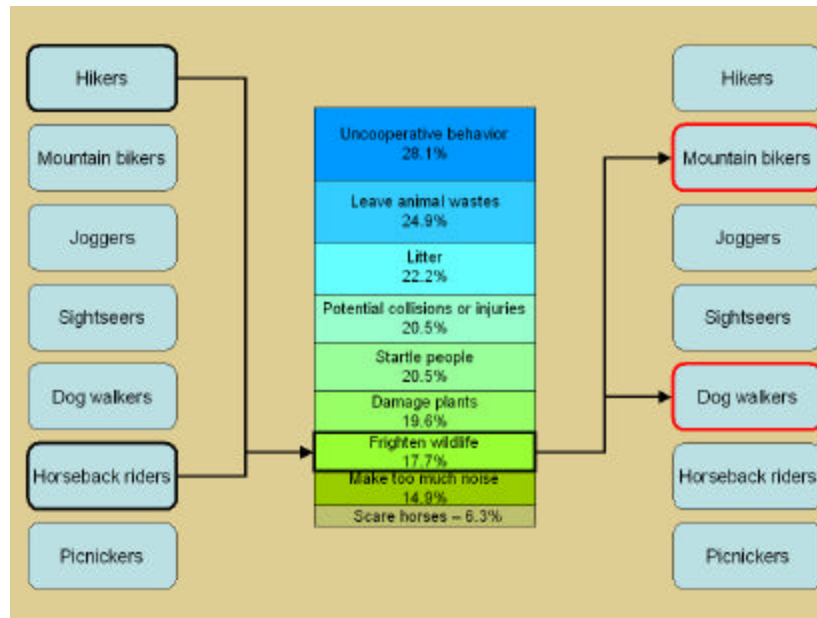 Hikers
Mountain bikers
Joggers
Sightseers
Dog walkers
Horseback riders
Picnickers
Uncooperative behavior
28.1%
Leave animal wastes
24.9%
Litter
22.2%
Potential collisions or injuries
20.5%
Startle people
20.5%
Damage plants
19.6%
Frighten wildlife
17.7%
Make too much noise
14.9%
Scare horses – 6.3%
Hikers
Mountain bikers
Joggers
Sightseers
Dog walkers
Horseback riders
Picnickers